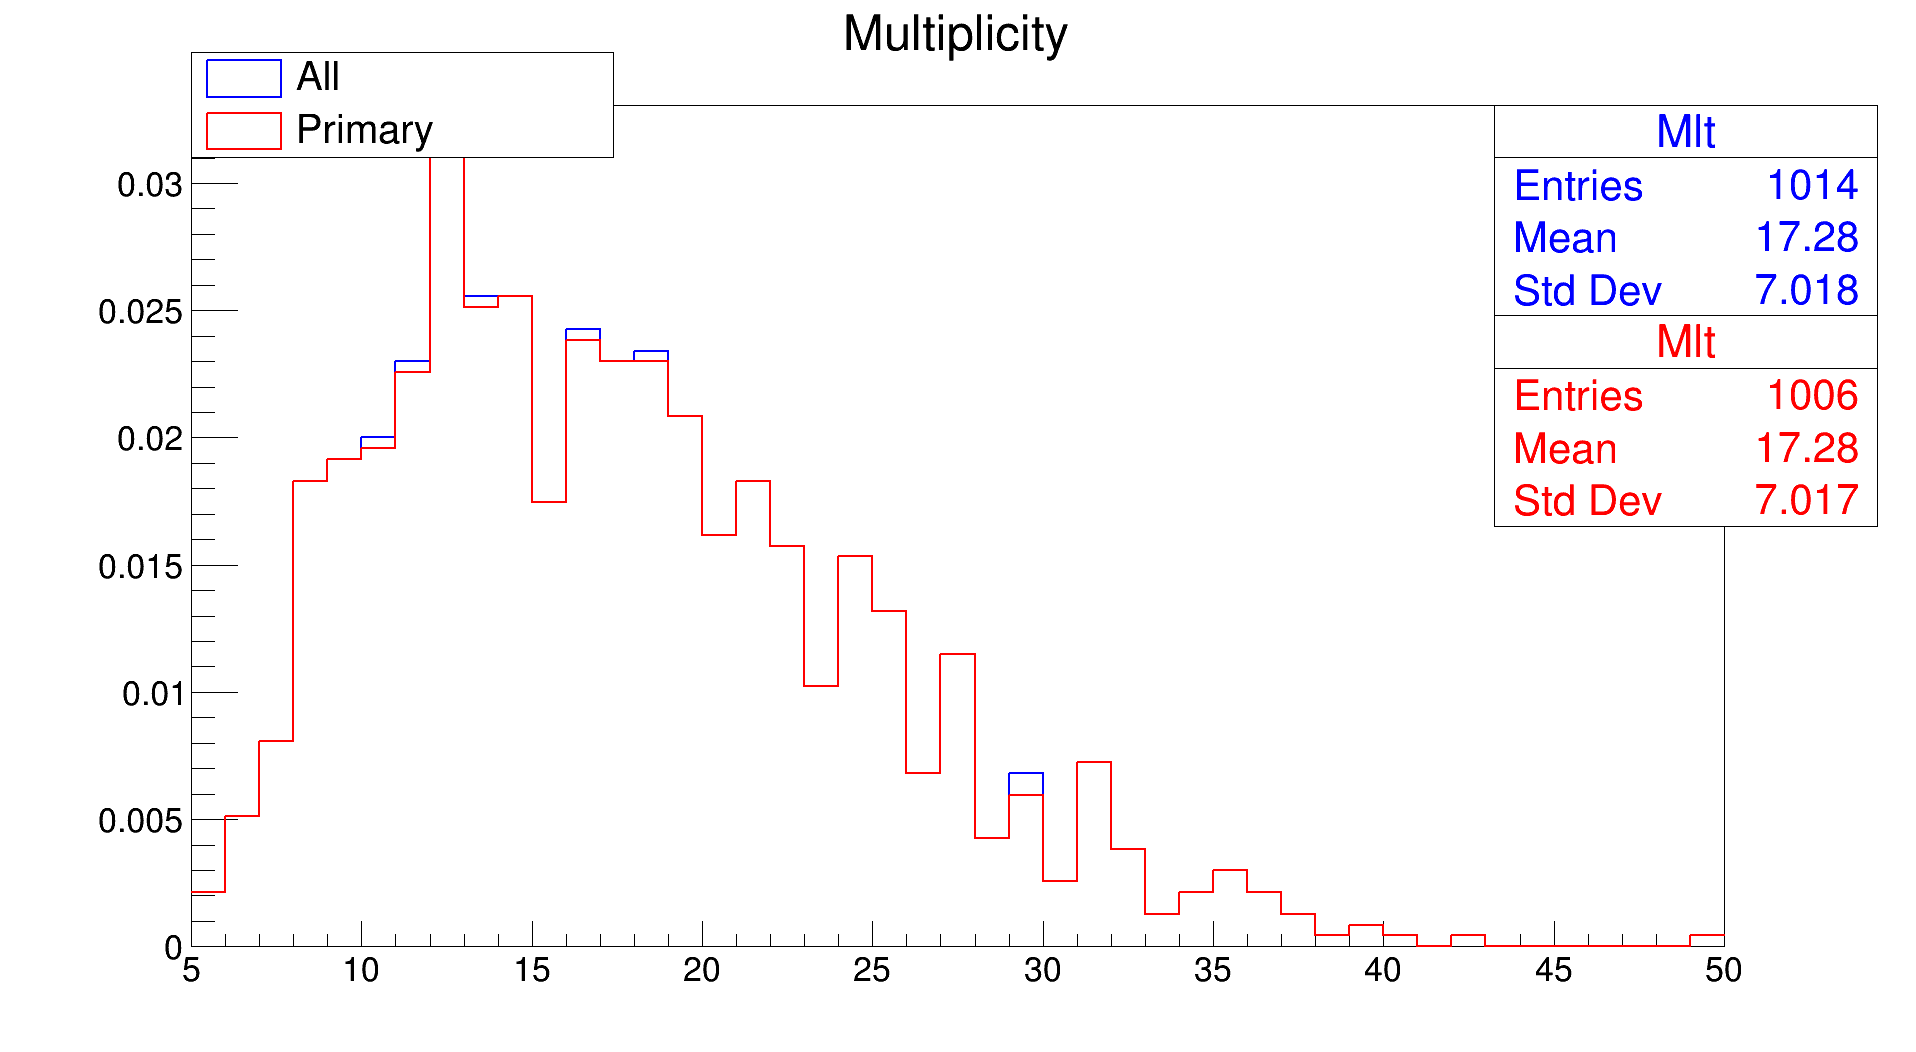 Multiplicity
All
Primary
Mlt
Entries 1014
Mean 17.28
Std Dev 7.018
Mlt
Entries 1006
Mean 17.28
Std Dev 7.017
0.03
0.025
0.02
0.015
0.01
0.005
0
5 10 15 20 25 30 35 40 45 50